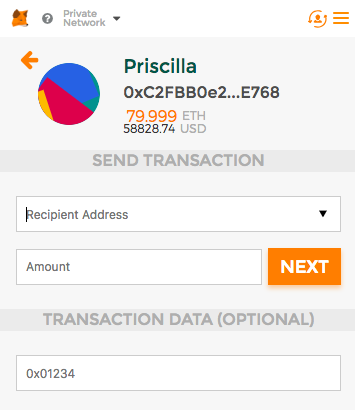 ?
Private
Network
Priscilla
0xC2FBB0e2...E768
79.999 ETH
58828.74 USD
SEND TRANSACTION
Recipient Address
Amount
NEXT
TRANSACTION DATA (OPTIONAL)
0x01234